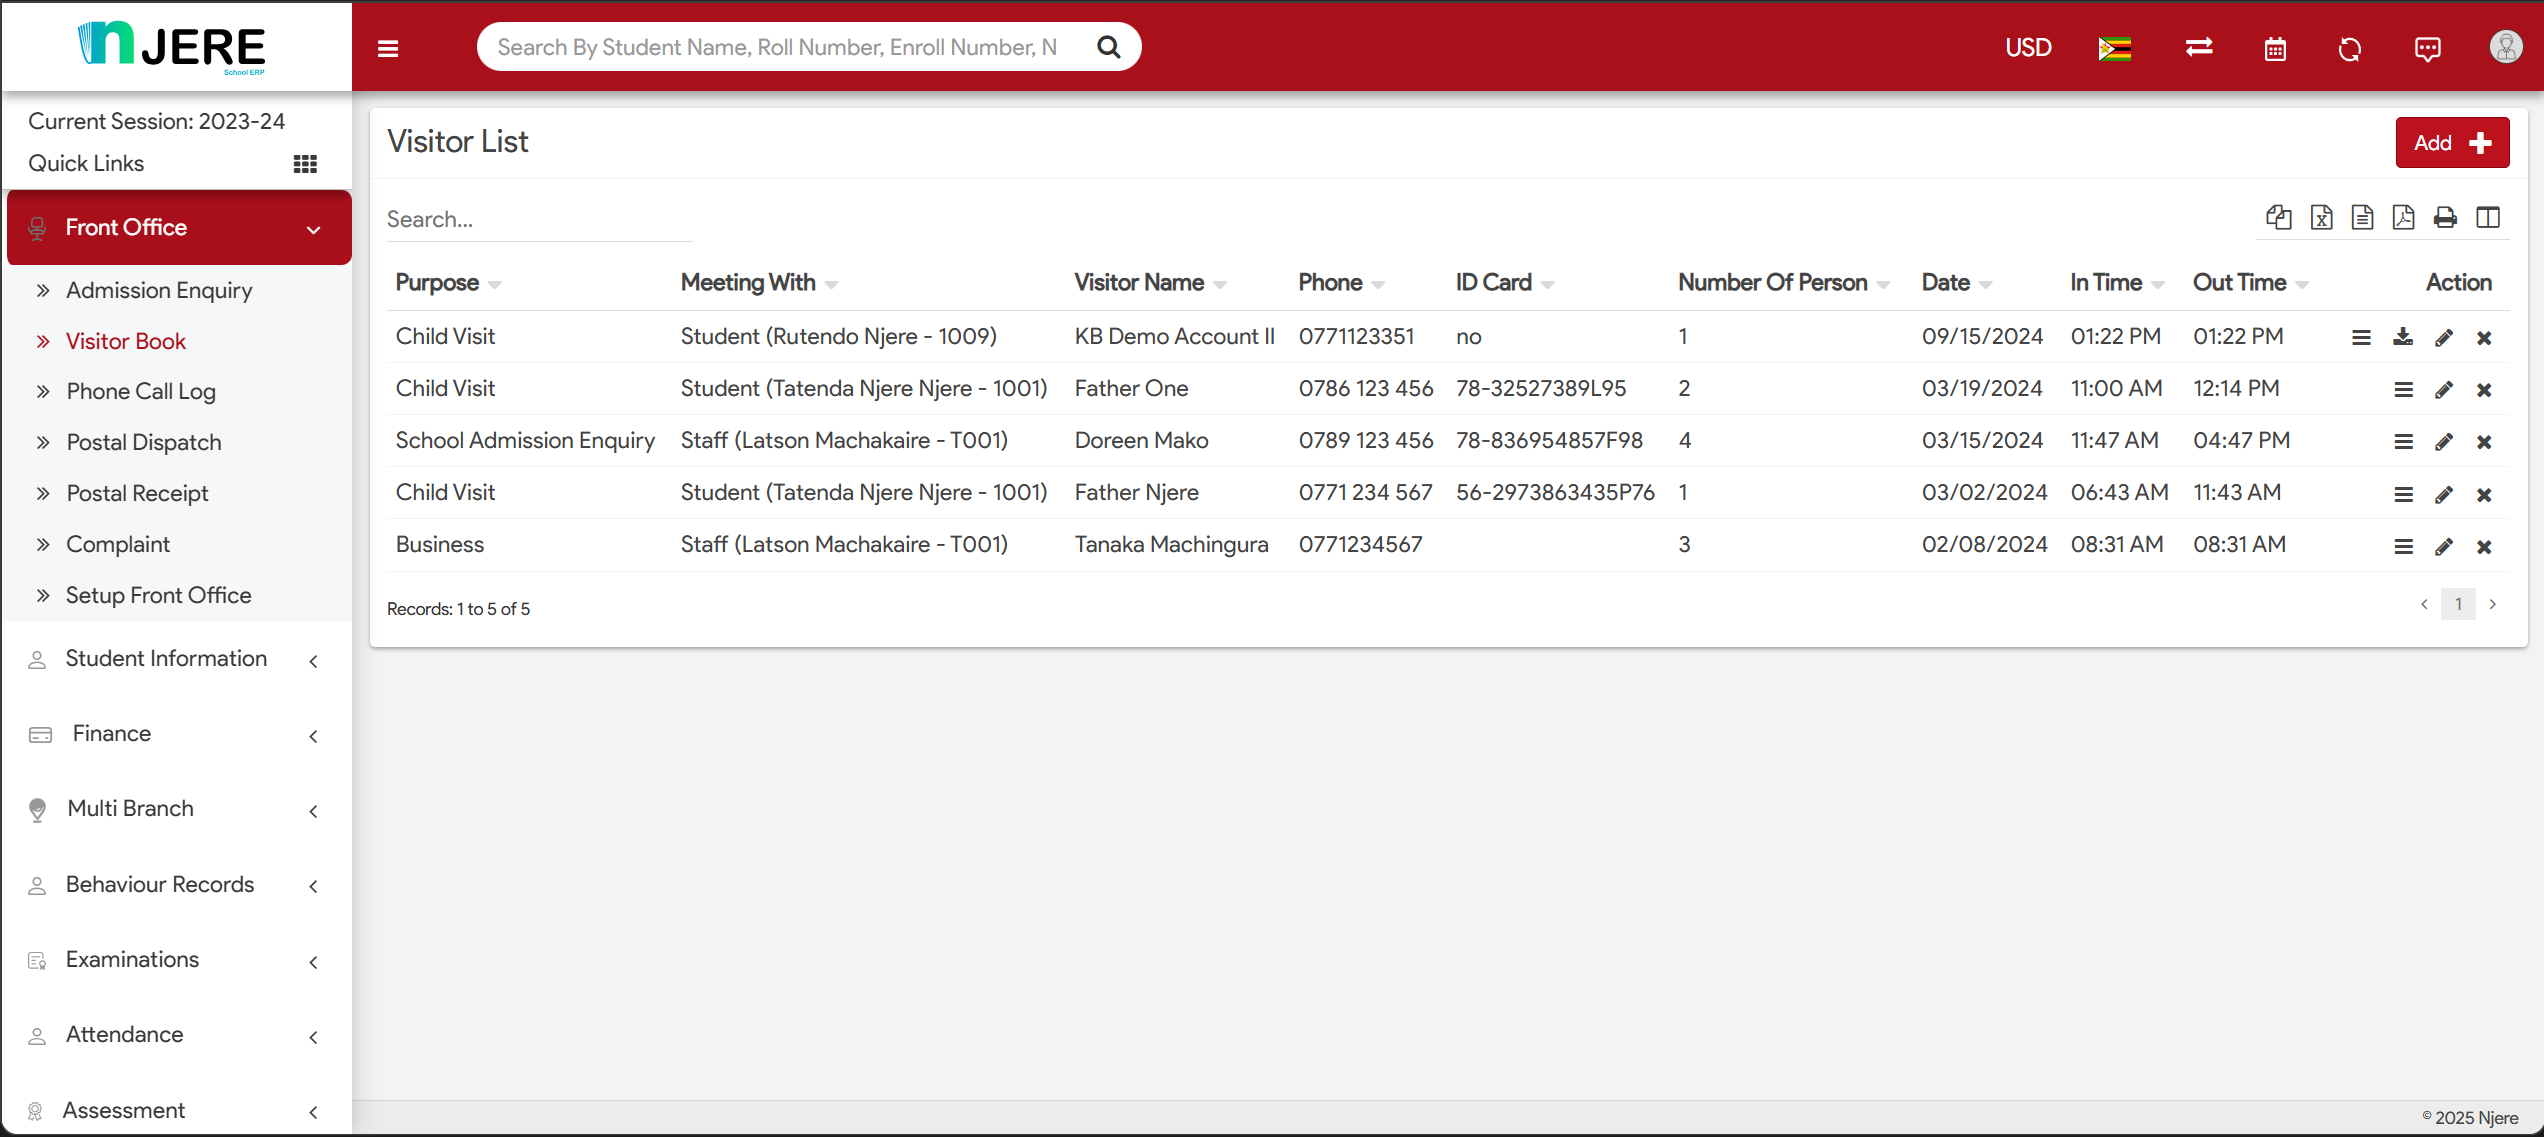 nJERE
School ERP
Search By Student Name, Roll Number, Enroll Number, N
USD
Current Session: 2023-24
Quick Links
Front Office
Admission Enquiry
Visitor Book
Phone Call Log
Postal Dispatch
Postal Receipt
Complaint
Setup Front Office
Student Information
Finance
Multi Branch
Behaviour Records
Examinations
Attendance
Assessment
Visitor List
Add
Search...
Purpose Meeting With Visitor Name Phone ID Card Number Of Person Date In Time Out Time Action
Child Visit Student (Rutendo Njere - 1009) KB Demo Account II 0771123351 no 1 09/15/2024 01:22 PM 01:22 PM
Child Visit Student (Tatenda Njere Njere - 1001) Father One 0786 123 456 78-32527389L95 2 03/19/2024 11:00 AM 12:14 PM
School Admission Enquiry Staff (Latson Machakaire - T001) Doreen Mako 0789 123 456 78-836954857F98 4 03/15/2024 11:47 AM 04:47 PM
Child Visit Student (Tatenda Njere Njere - 1001) Father Njere 0771 234 567 56-2973863435P76 1 03/02/2024 06:43 AM 11:43 AM
Business Staff (Latson Machakaire - T001) Tanaka Machingura 0771234567 3 02/08/2024 08:31 AM 08:31 AM
Records: 1 to 5 of 5
1
© 2025 Njere